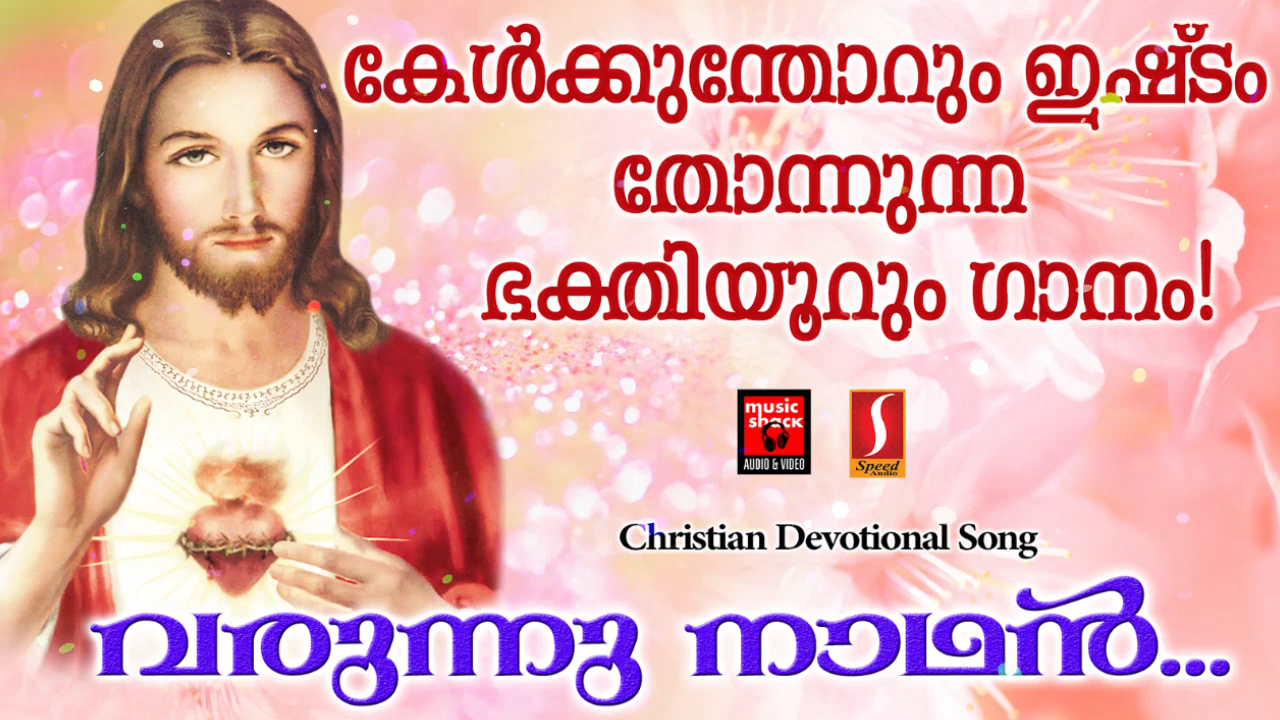 കേൾക്കുന്തോറും ഇഷ്ടം
തോന്നുന്ന
ഭക്തിയൂറും ഗാനം!
music
shack
AUDIO & VIDEO
S
Speed
Audio
Christian Devotional Song
വരുന്നു നാഥൻ...